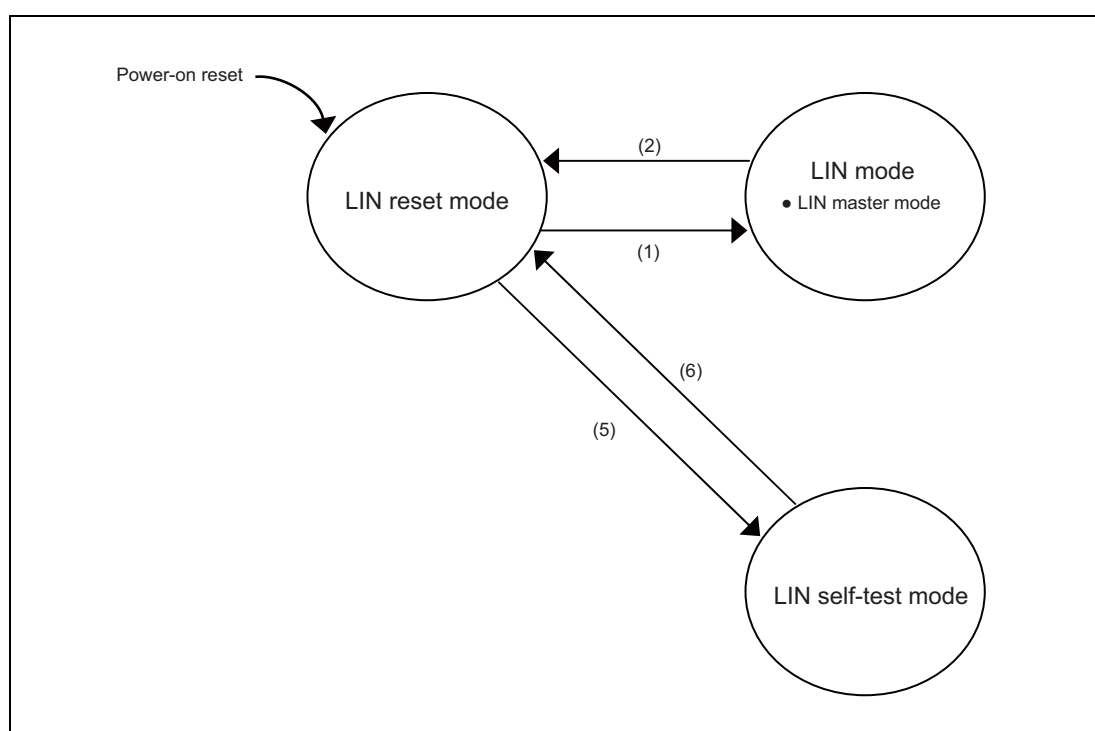 Power-on reset
LIN reset mode
(2)
(1)
LIN mode
● LIN master mode
(6)
(5)
LIN self-test mode